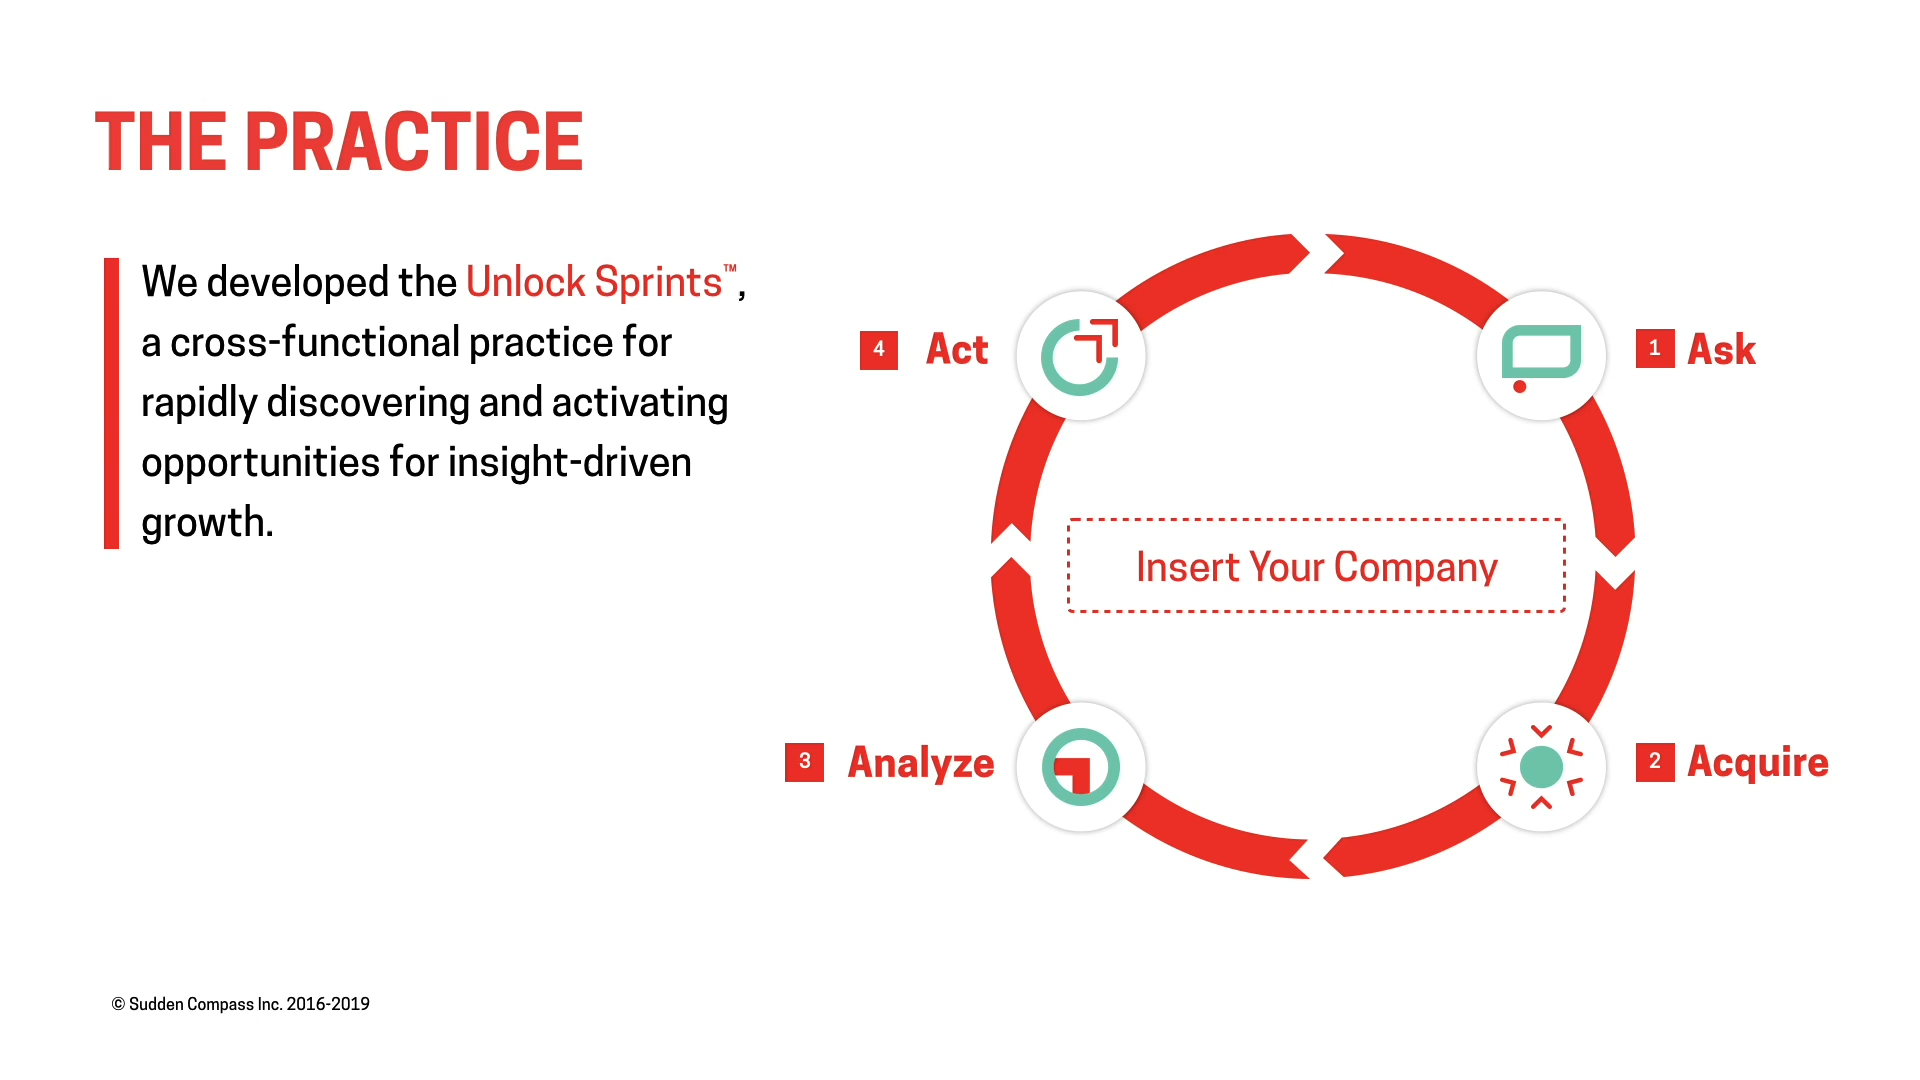 THE PRACTICE
We developed the Unlock Sprints™,
a cross-functional practice for
rapidly discovering and activating
opportunities for insight-driven
growth.
4 Act
1 Ask
Insert Your Company
3 Analyze
2 Acquire
© Sudden Compass Inc. 2016-2019